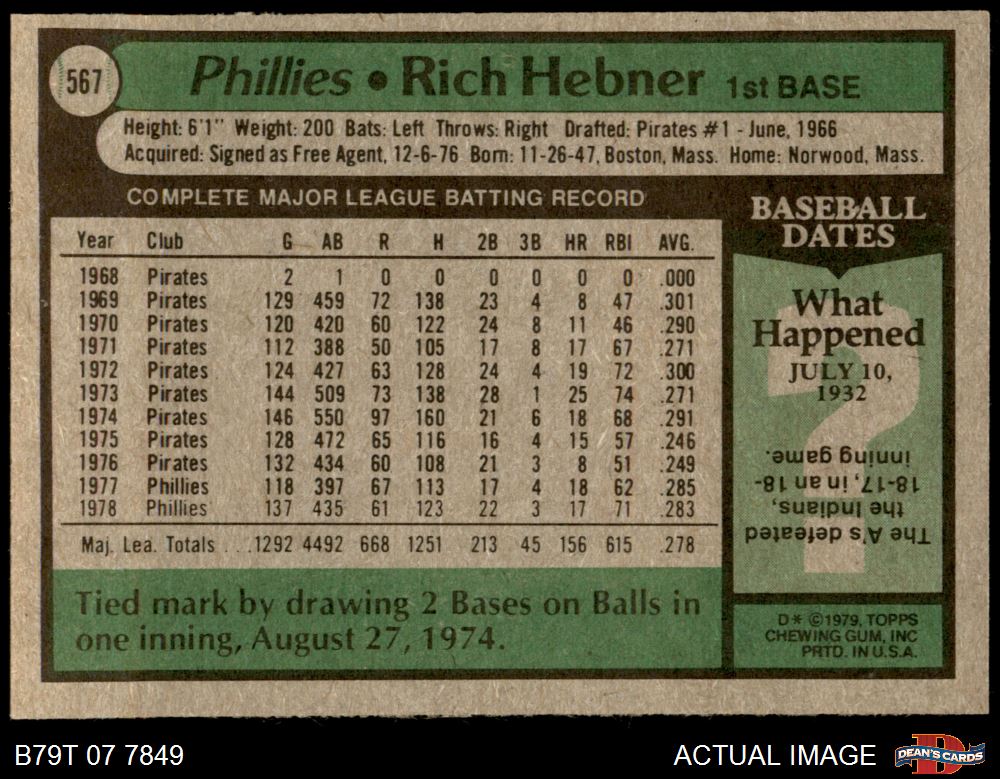 567
Phillies • Rich Hebner 1st BASE
Height: 6'1" Weight: 200 Bats: Left Throws: Right Drafted: Pirates #1 - June, 1966
Acquired: Signed as Free Agent, 12-6-76 Born: 11-26-47, Boston, Mass. Home: Norwood, Mass.
COMPLETE MAJOR LEAGUE BATTING RECORD
Year Club G AB R H 2B 3B HR RBI AVG.
1968 Pirates 2 1 0 0 0 0 0 0 .000
1969 Pirates 129 459 72 138 23 4 8 47 .301
1970 Pirates 120 420 60 122 24 8 11 46 .290
1971 Pirates 112 388 50 105 17 8 17 67 .271
1972 Pirates 124 427 63 128 24 4 19 72 .300
1973 Pirates 144 509 73 138 28 1 25 74 .271
1974 Pirates 146 550 97 160 21 6 18 68 .291
1975 Pirates 128 472 65 116 16 4 15 57 .246
1976 Pirates 132 434 60 108 21 3 8 51 .249
1977 Phillies 118 397 67 113 17 4 18 62 .285
1978 Phillies 137 435 61 123 22 3 17 71 .283
Maj. Lea. Totals . . . 1292 4492 668 1251 213 45 156 615 .278
Tied mark by drawing 2 Bases on Balls in
one inning, August 27, 1974.
BASEBALL
DATES
What
Happened
JULY 10,
1932
The A's defeated
the Indians,
18-17, in an 18-
inning game.
D* ©1979, TOPPS
CHEWING GUM, INC
PRTD. IN U.S.A.
B79T 07 7849
ACTUAL IMAGE
DEAN'S CARDS